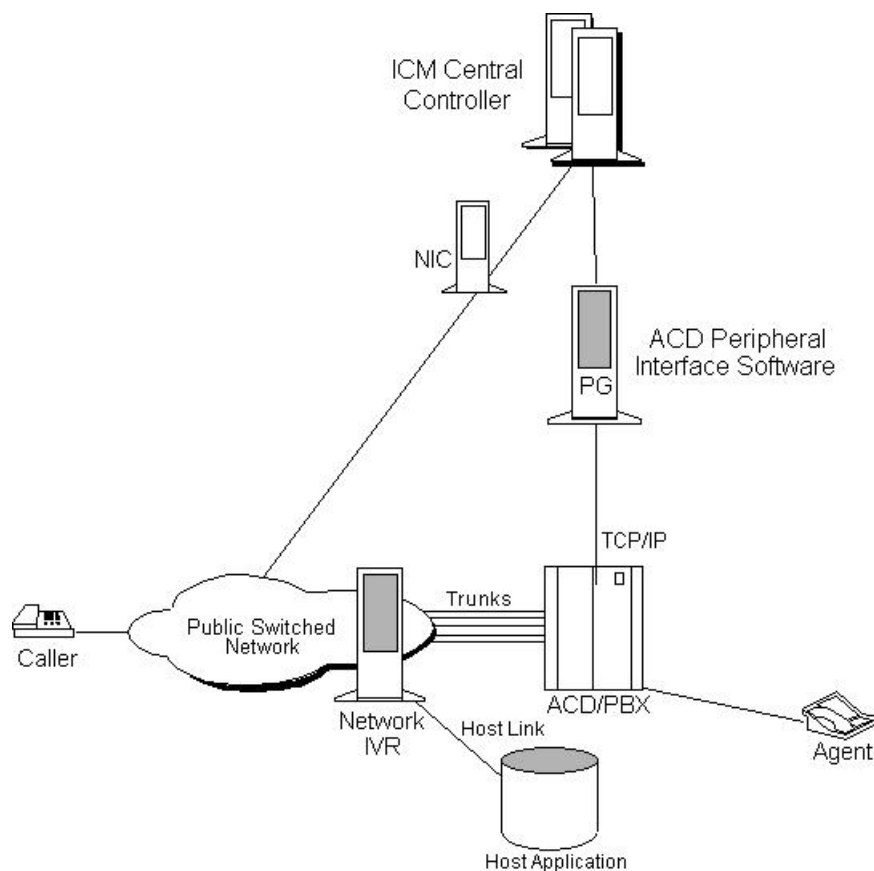 ICM Central
Controller
NIC
ACD Peripheral
Interface Software
PG
TCP/IP
Trunks
Public Switched
Network
Caller
Network
IVR
ACD/PBX
Host Link
Agent
Host Application